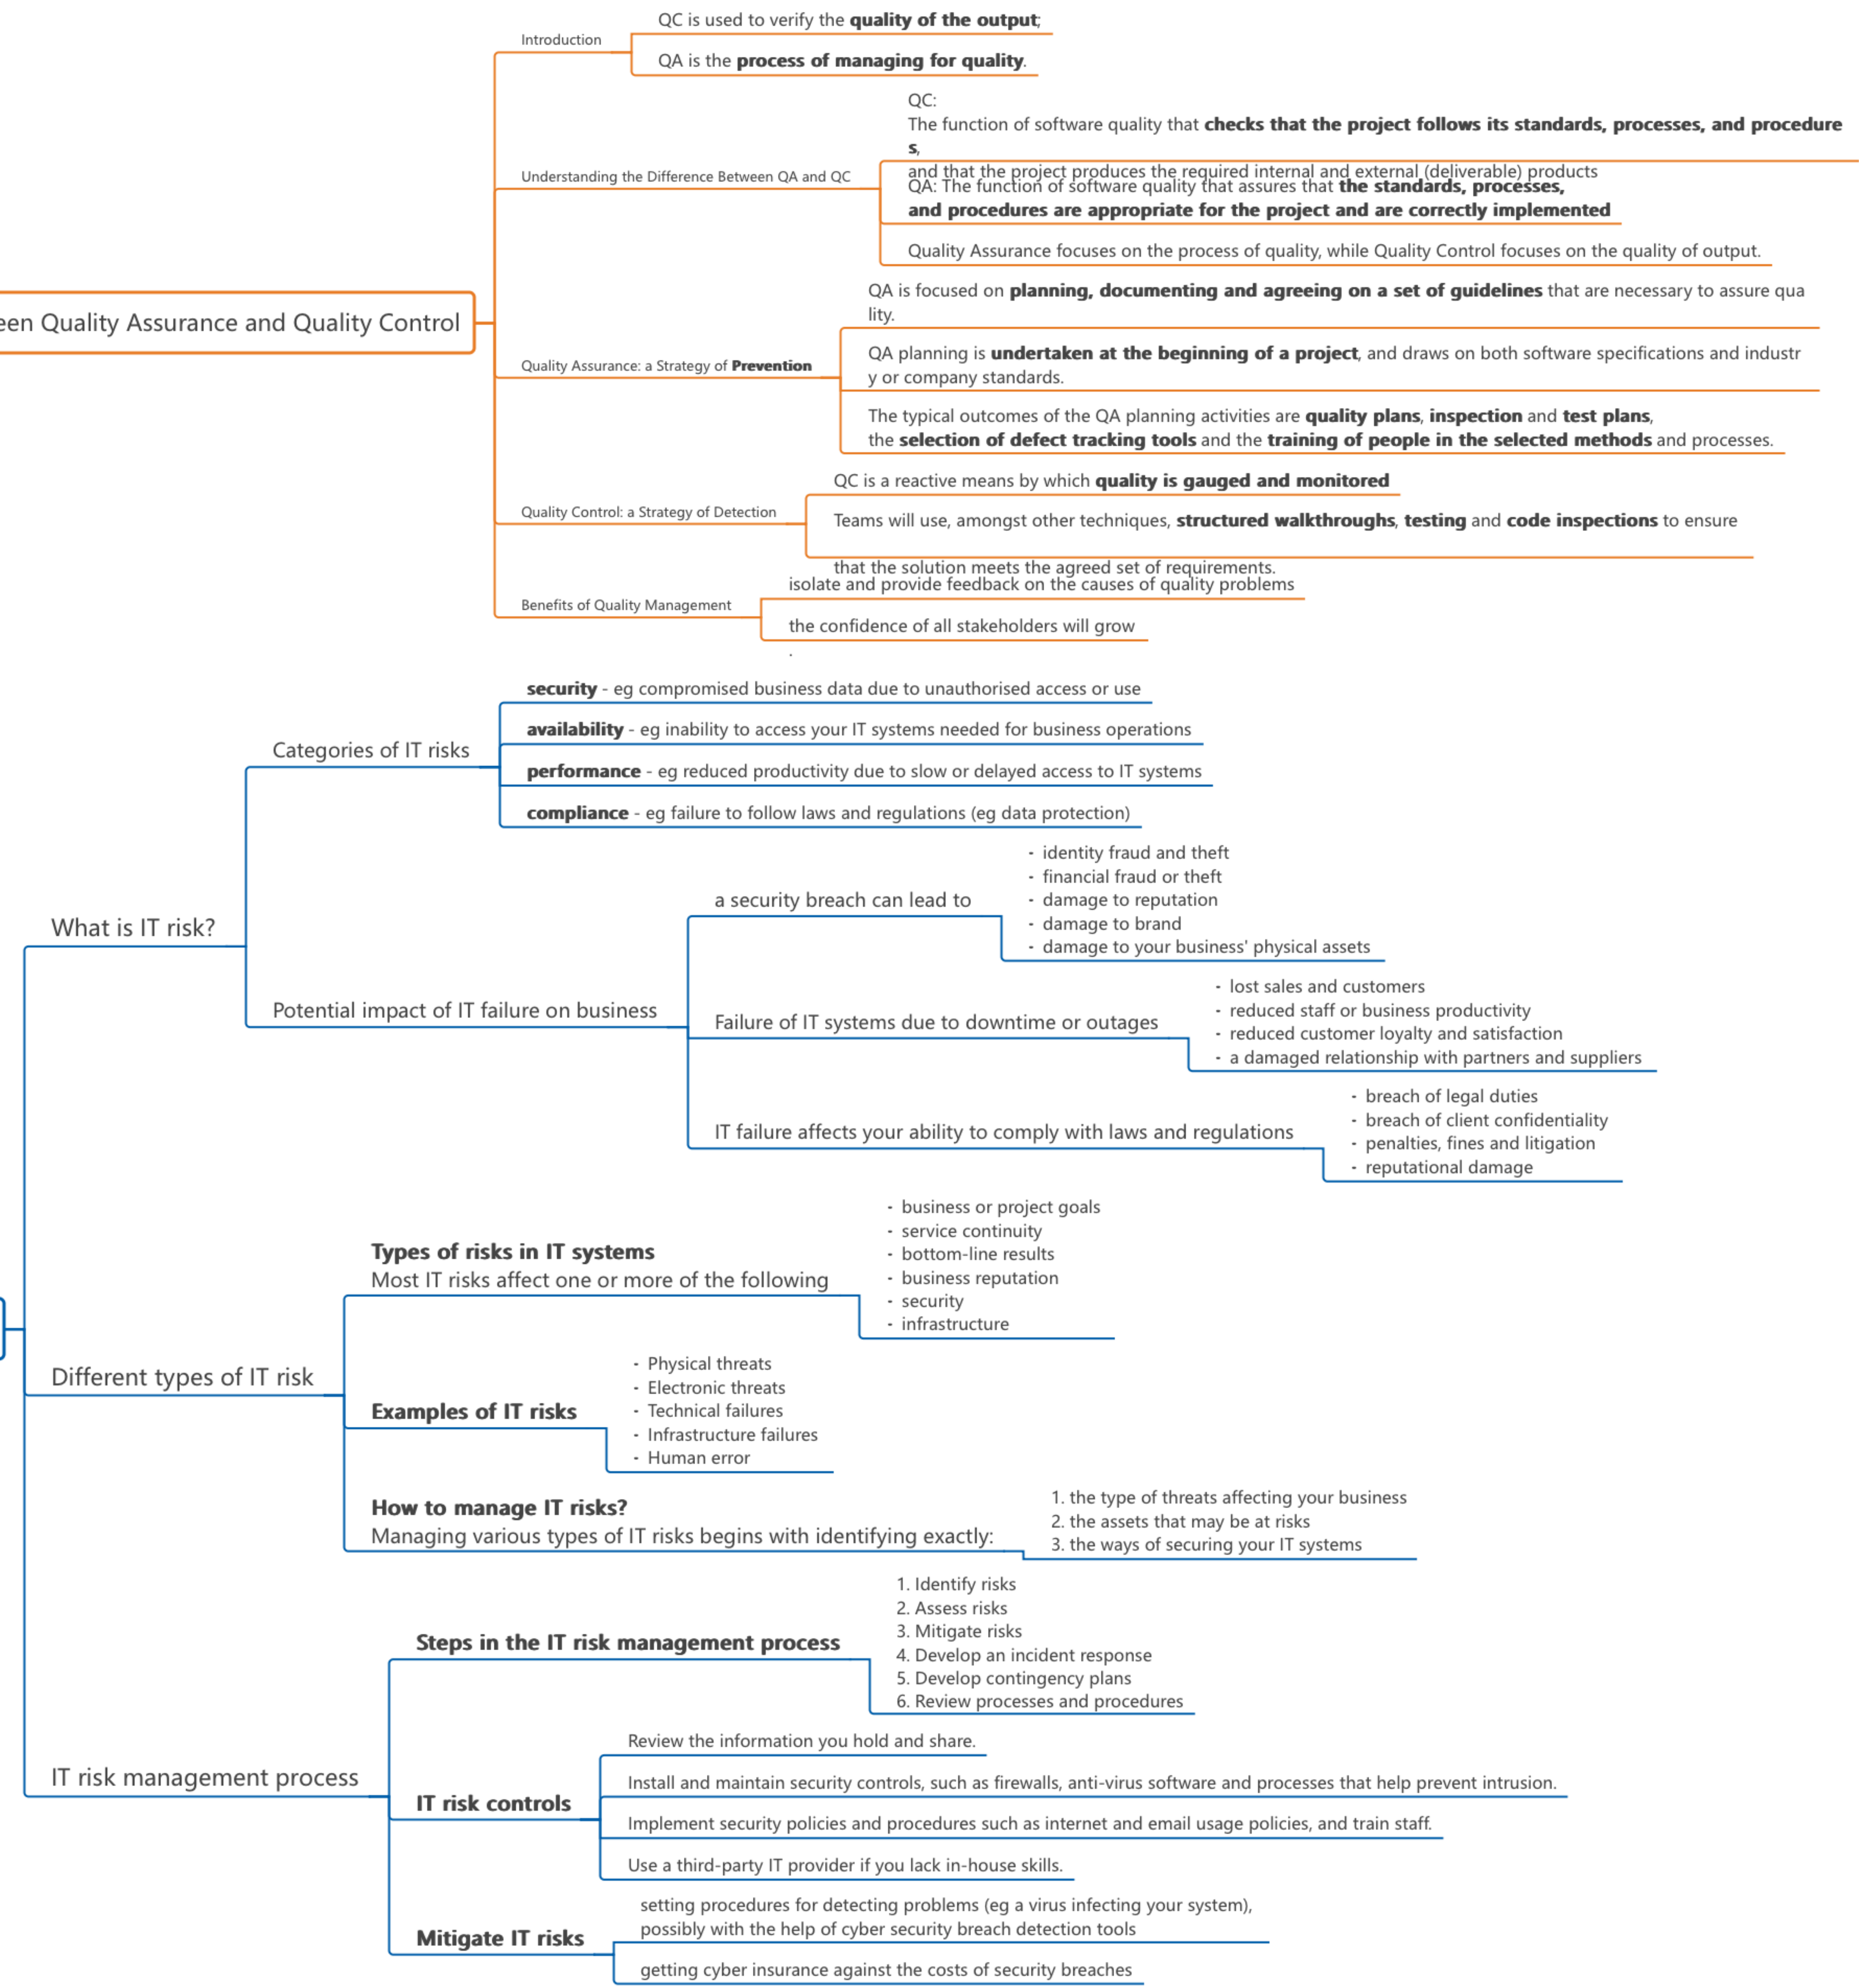 Introduction
QC is used to verify the quality of the output;
QA is the process of managing for quality.
Understanding the Difference Between QA and QC
QC:
The function of software quality that checks that the project follows its standards, processes, and procedure
s,
and that the project produces the required internal and external (deliverable) products
QA: The function of software quality that assures that the standards, processes,
and procedures are appropriate for the project and are correctly implemented
Quality Assurance focuses on the process of quality, while Quality Control focuses on the quality of output.
een Quality Assurance and Quality Control
Quality Assurance: a Strategy of Prevention
QA is focused on planning, documenting and agreeing on a set of guidelines that are necessary to assure qua
lity.
QA planning is undertaken at the beginning of a project, and draws on both software specifications and industr
y or company standards.
The typical outcomes of the QA planning activities are quality plans, inspection and test plans,
the selection of defect tracking tools and the training of people in the selected methods and processes.
Quality Control: a Strategy of Detection
QC is a reactive means by which quality is gauged and monitored
Teams will use, amongst other techniques, structured walkthroughs, testing and code inspections to ensure
that the solution meets the agreed set of requirements.
Benefits of Quality Management
isolate and provide feedback on the causes of quality problems
the confidence of all stakeholders will grow
.
What is IT risk?
Categories of IT risks
security - eg compromised business data due to unauthorised access or use
availability - eg inability to access your IT systems needed for business operations
performance - eg reduced productivity due to slow or delayed access to IT systems
compliance - eg failure to follow laws and regulations (eg data protection)
Potential impact of IT failure on business
a security breach can lead to
- identity fraud and theft
- financial fraud or theft
- damage to reputation
- damage to brand
- damage to your business' physical assets
Failure of IT systems due to downtime or outages
- lost sales and customers
- reduced staff or business productivity
- reduced customer loyalty and satisfaction
- a damaged relationship with partners and suppliers
IT failure affects your ability to comply with laws and regulations
- breach of legal duties
- breach of client confidentiality
- penalties, fines and litigation
- reputational damage
Different types of IT risk
Types of risks in IT systems
Most IT risks affect one or more of the following
- business or project goals
- service continuity
- bottom-line results
- business reputation
- security
- infrastructure
Examples of IT risks
- Physical threats
- Electronic threats
- Technical failures
- Infrastructure failures
- Human error
How to manage IT risks?
Managing various types of IT risks begins with identifying exactly:
1. the type of threats affecting your business
2. the assets that may be at risks
3. the ways of securing your IT systems
IT risk management process
Steps in the IT risk management process
1. Identify risks
2. Assess risks
3. Mitigate risks
4. Develop an incident response
5. Develop contingency plans
6. Review processes and procedures
IT risk controls
Review the information you hold and share.
Install and maintain security controls, such as firewalls, anti-virus software and processes that help prevent intrusion.
Implement security policies and procedures such as internet and email usage policies, and train staff.
Use a third-party IT provider if you lack in-house skills.
Mitigate IT risks
setting procedures for detecting problems (eg a virus infecting your system),
possibly with the help of cyber security breach detection tools
getting cyber insurance against the costs of security breaches